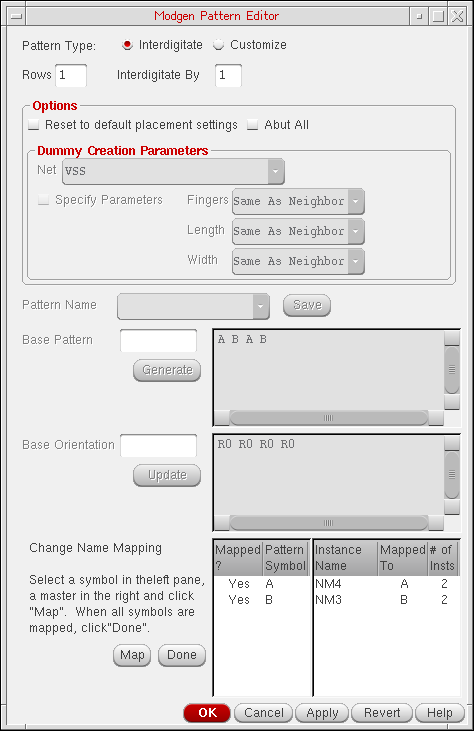 Modgen Pattern Editor
Pattern Type: Interdigitate Customize
Rows 1 Interdigitate By 1
Options
Reset to default placement settings Abut All
Dummy Creation Parameters
Net VSS
Specify Parameters Fingers Same As Neighbor
Length Same As Neighbor
Width Same As Neighbor
Pattern Name Save
Base Pattern A B A B
Generate
Base Orientation R0 R0 R0 R0
Update
Change Name Mapping
Select a symbol in theleft pane,
a master in the right and click
"Map". When all symbols are
mapped, click"Done".
Map Done
Mapped Pattern Instance Mapped # of
? Symbol Name To Insts
Yes A NM4 A 2
Yes B NM3 B 2
OK Cancel Apply Revert Help